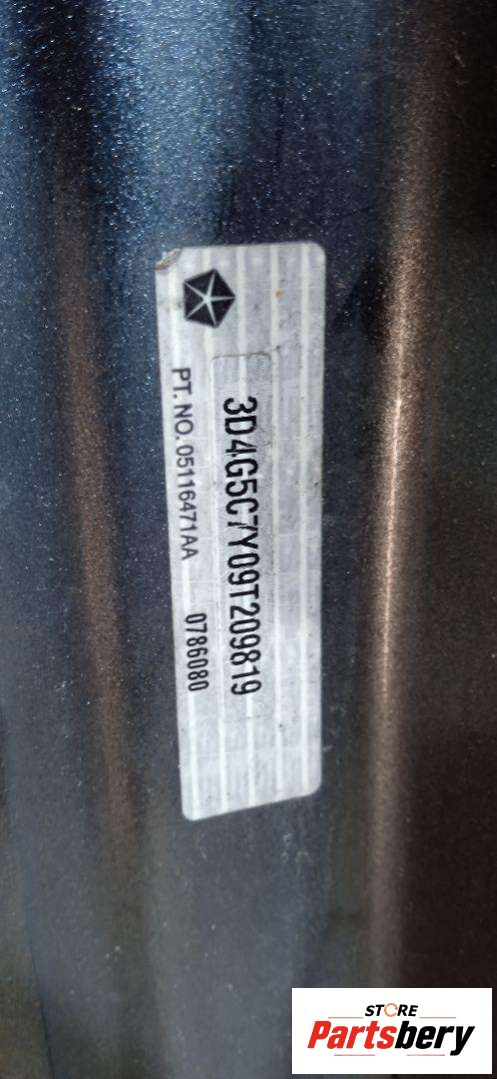 3D4G5C7Y09T209819
PT. NO. 05116471AA 0786080
STORE
Partsbery